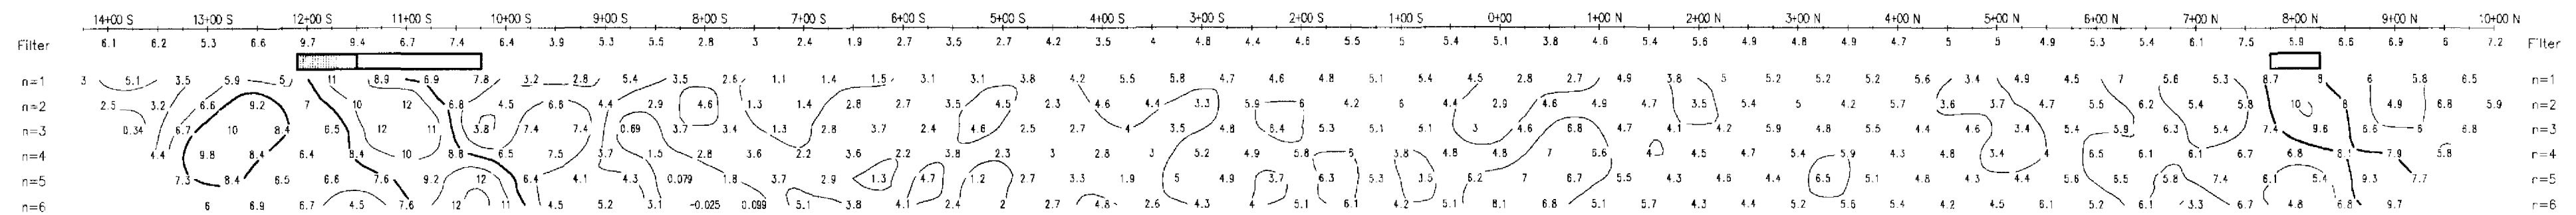 14+00 S 13+00 S 12+00 S 11+00 S 10+00 S 9+00 S 8+00 S 7+00 S 6+00 S 5+00 S 4+00 S 3+00 S 2+00 S 1+00 S 0+00 1+00 N 2+00 N 3+00 N 4+00 N 5+00 N 6+00 N 7+00 N 8+00 N 9+00 N 10+00 N
Filter 6.1 6.2 5.3 6.6 9.7 9.4 6.7 7.4 6.4 3.9 5.3 5.5 2.8 3 2.4 1.9 2.7 3.5 2.7 4.2 3.5 4 4.8 4.4 4.6 5.5 5 5.4 5.1 3.8 4.6 5.4 5.6 4.9 4.8 4.9 4.7 5 5 4.9 5.3 5.4 6.1 7.5 5.9 5.6 6.9 6 7.2 Filter
n=1 3 5.1 3.5 5.9 5 11 8.9 6.9 7.8 3.2 2.8 5.4 3.5 2.6 1.1 1.4 1.5 3.1 3.1 3.8 4.2 5.5 5.8 4.7 4.6 4.8 5.1 5.4 4.5 2.8 2.7 4.9 3.8 5 5.2 5.2 5.2 5.6 3.4 4.9 4.5 7 5.6 5.3 8.7 8 6 5.8 6.5 n=1
n=2 2.5 3.2 6.6 9.2 7 10 12 6.8 4.5 6.6 4.4 2.9 4.6 1.3 1.4 2.8 2.7 3.5 4.5 2.3 4.6 4.4 3.3 5.9 6 4.2 6 4.4 2.9 4.6 4.9 4.7 3.5 5.4 5 4.2 5.7 3.6 3.7 4.7 5.5 6.2 5.4 5.8 10 8 4.9 6.8 5.9 n=2
n=3 0.34 6.7 10 8.4 6.5 12 11 3.8 7.4 7.4 0.69 3.7 3.4 1.3 2.8 3.7 2.4 4.6 2.5 2.7 4 3.5 4.8 6.4 5.3 5.1 5.1 3 4.6 6.8 4.7 4.1 4.2 5.9 4.8 5.5 4.4 4.6 3.4 5.4 5.9 6.3 5.4 7.4 9.6 6.6 6 6.8 n=3
n=4 4.4 9.8 8.4 6.4 8.4 10 8.8 6.5 7.5 3.7 1.5 2.8 3.6 2.2 3.6 2.2 3.8 2.3 3 2.8 3 5.2 4.9 5.8 6 3.8 4.8 4.8 7 6.6 4 4.5 4.7 5.4 5.9 4.3 4.8 3.4 4 6.5 6.1 6.1 6.7 6.8 8.1 7.9 5.8 n=4
n=5 7.3 8.4 6.5 6.6 7.6 9.2 12 6.4 4.1 4.3 0.079 1.8 3.7 2.9 1.3 4.7 1.2 2.7 3.3 1.9 5 4.9 3.7 6.3 5.3 3.5 6.2 7 6.7 5.5 4.3 4.6 4.4 6.5 5.1 4.8 4.3 4.4 5.6 6.5 5.8 7.4 6.1 5.4 9.3 7.7 n=5
n=6 6 6.9 6.7 4.5 7.6 12 11 4.5 5.2 3.1 -0.025 0.099 5.1 3.8 4.1 2.4 2 2.7 4.8 2.6 4.3 4 5.1 6.1 4.2 5.1 8.1 6.8 5.1 5.7 4.3 4.4 5.2 5.6 5.4 4.2 4.5 6.1 5.2 6.1 3.3 6.7 4.8 6.8 9.7 n=6